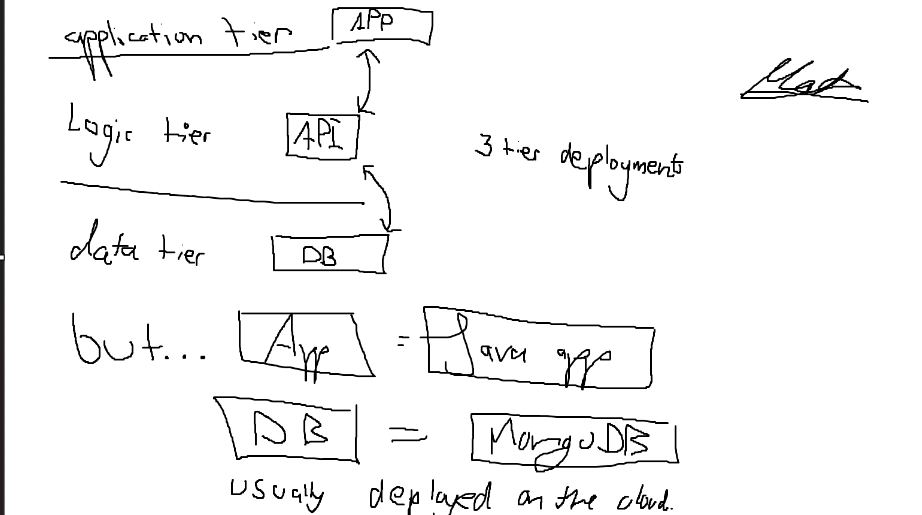 application tier APP
Logic tier API
3 tier deployments
data tier DB
but... App = Java app
DB = MongoDB
usually deployed on the cloud.